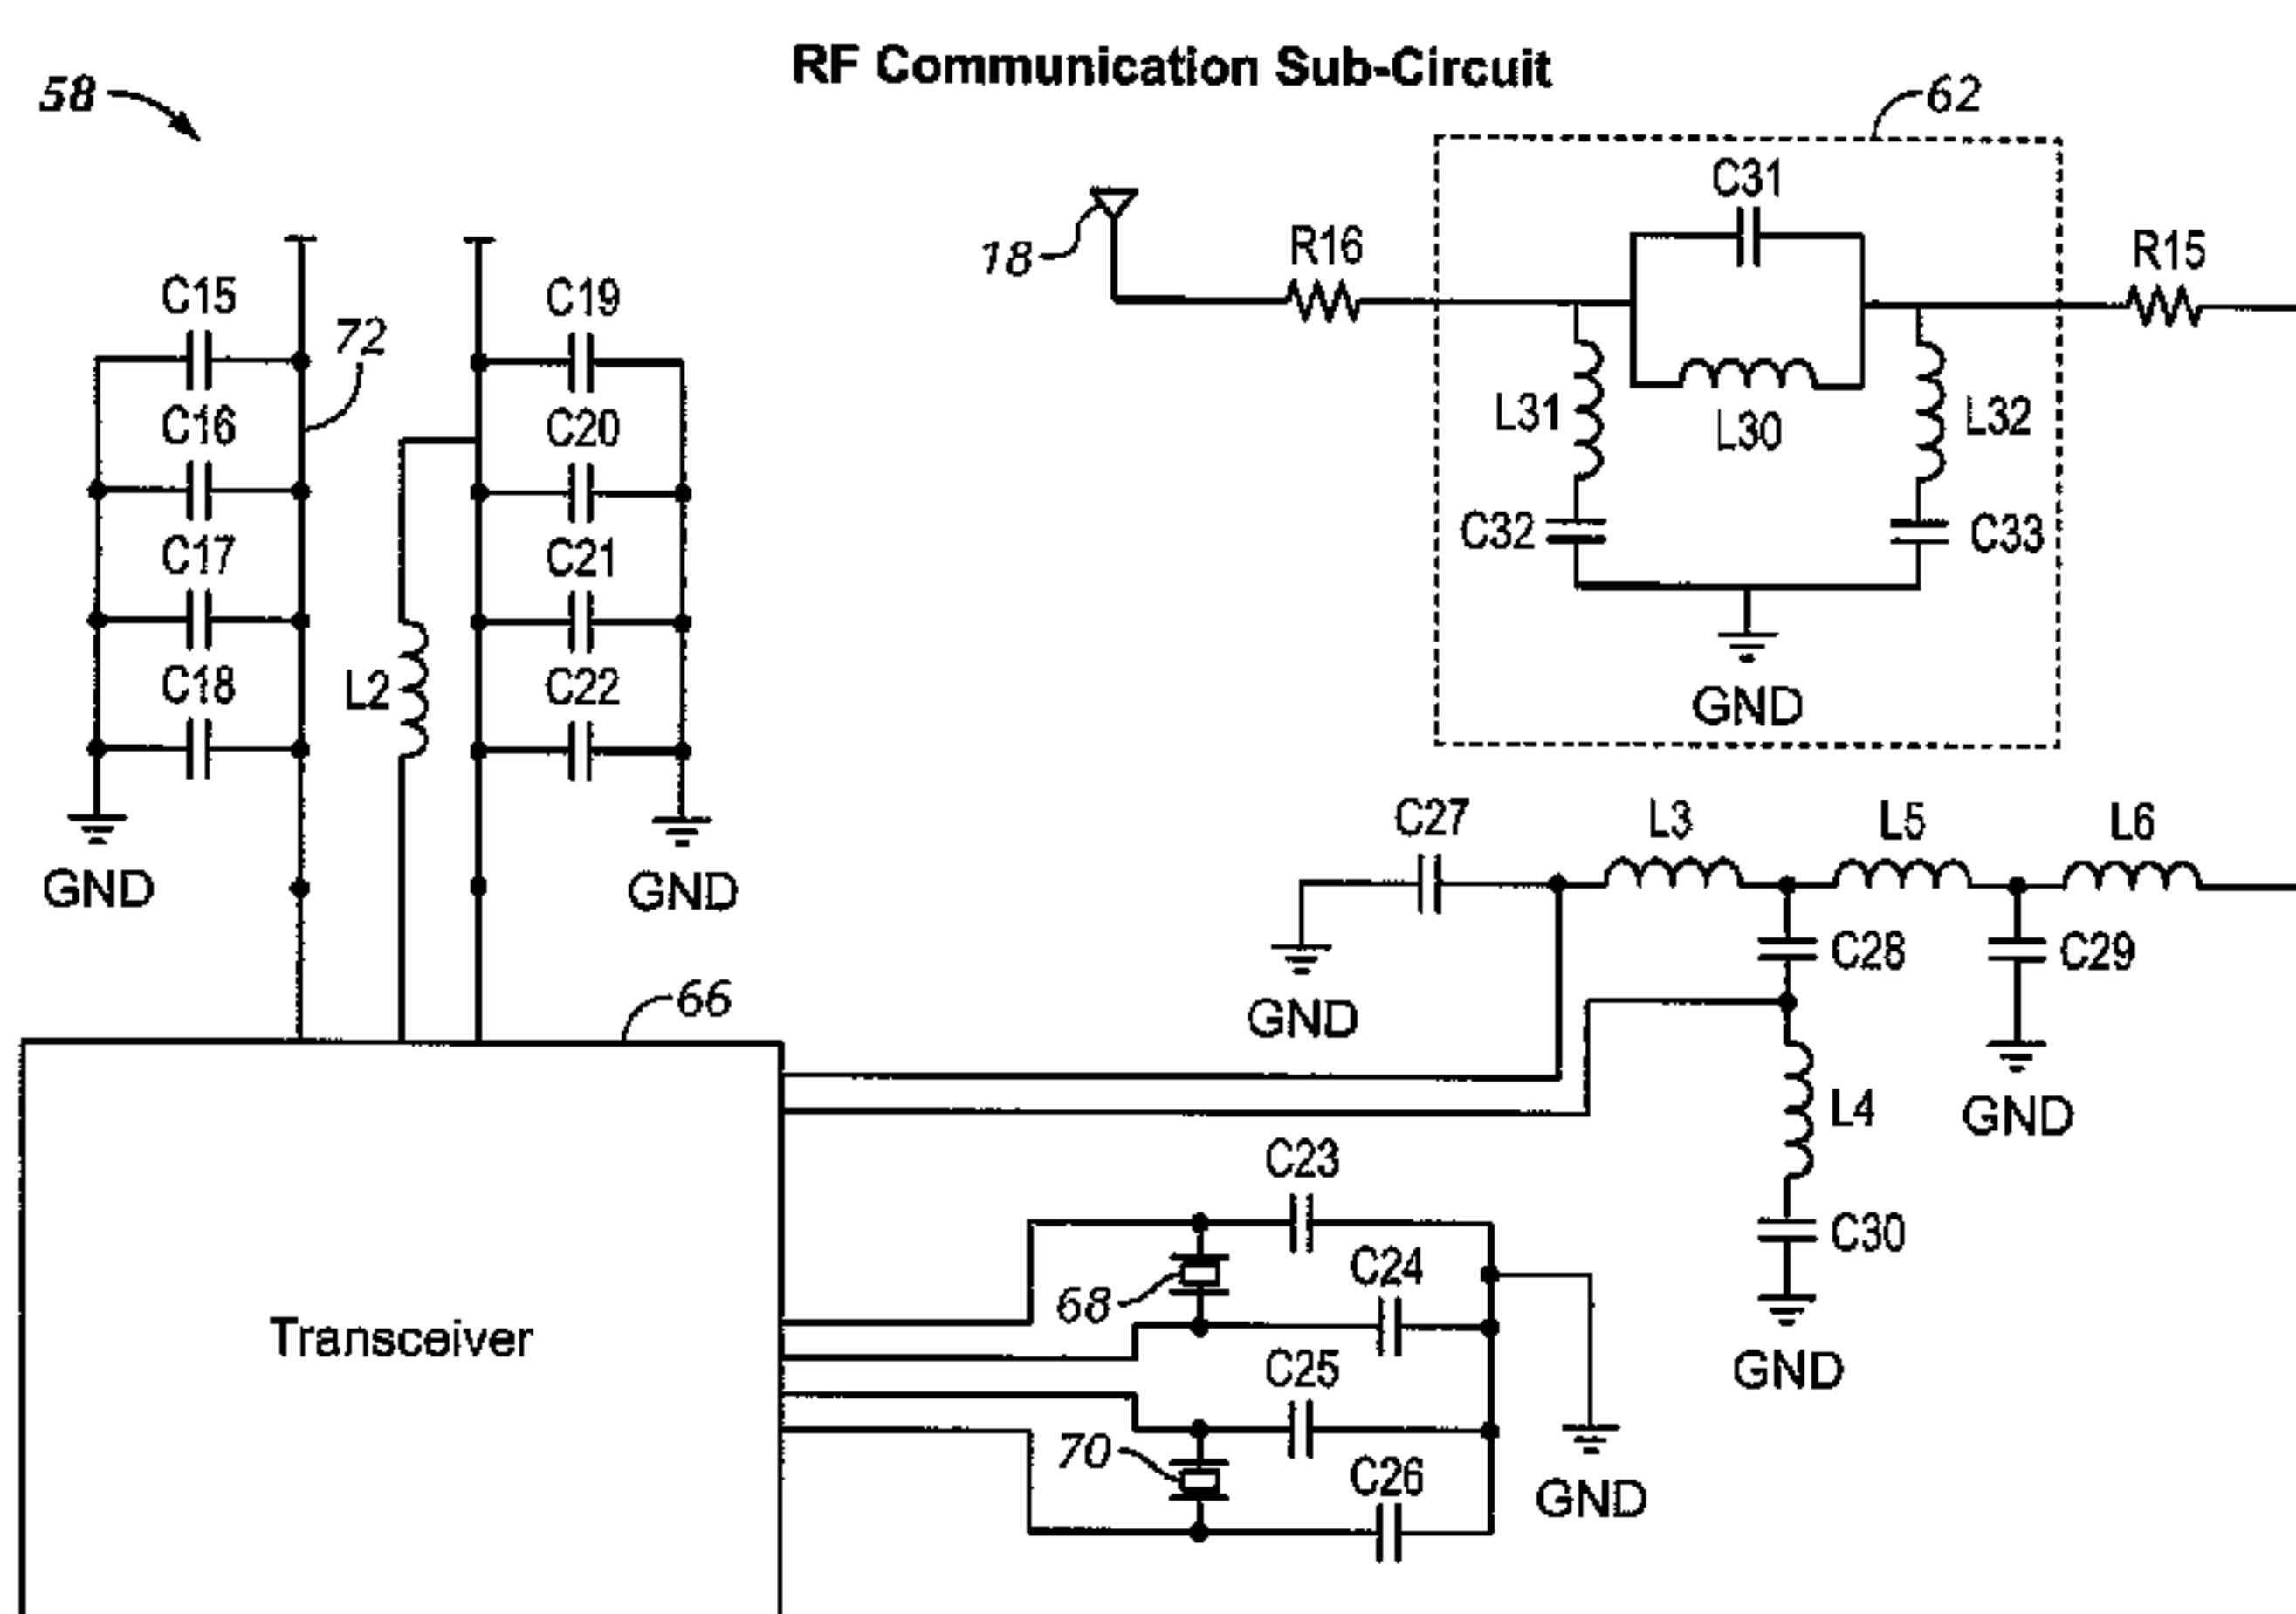 RF Communication Sub-Circuit
58
62
C31
18
R16
R15
C15
C19
72
L31
L30
L32
C16
C20
C32
C33
C17
C21
C18
L2
C22
GND
C27
L3
L5
L6
GND
GND
C28
C29
66
GND
L4
GND
C23
C30
68
C24
Transceiver
GND
C25
70
C26
GND